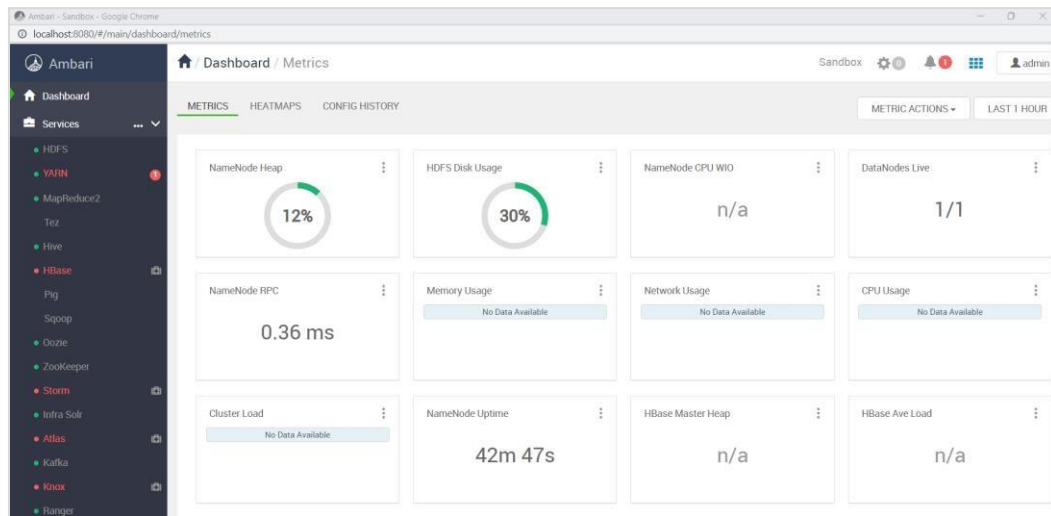 Ambari - Sandbox - Google Chrome
localhost:8080/#/main/dashboard/metrics
Ambari
Dashboard
Services
HDFS
YARN 1
MapReduce2
Tez
Hive
HBase
Pig
Sqoop
Oozie
ZooKeeper
Storm
Infra Solr
Atlas
Kafka
Knox
Ranger
/ Dashboard / Metrics
Sandbox 0 1 admin
METRICS HEATMAPS CONFIG HISTORY
METRIC ACTIONS LAST 1 HOUR
NameNode Heap
12%
HDFS Disk Usage
30%
NameNode CPU WIO
n/a
DataNodes Live
1/1
NameNode RPC
0.36 ms
Memory Usage
No Data Available
Network Usage
No Data Available
CPU Usage
No Data Available
Cluster Load
No Data Available
NameNode Uptime
42m 47s
HBase Master Heap
n/a
HBase Ave Load
n/a